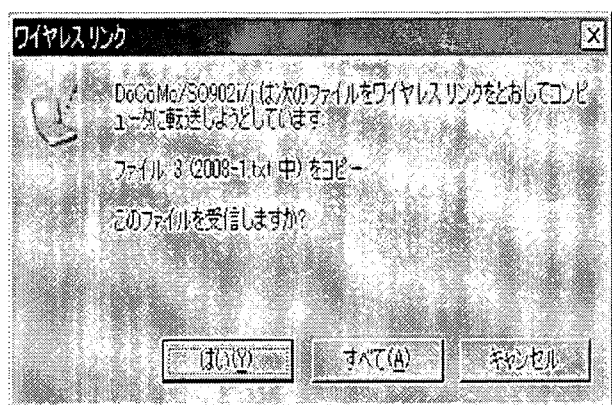 ワイヤレス リンク
DoCoMo/SO902i/j は次のファイルをワイヤレス リンクをとおしてコンピ
ュータに転送しようとしています:
ファイル 3 (2008-1.txt 中) をコピー
このファイルを受信しますか?
はい(Y)
すべて(A)
キャンセル